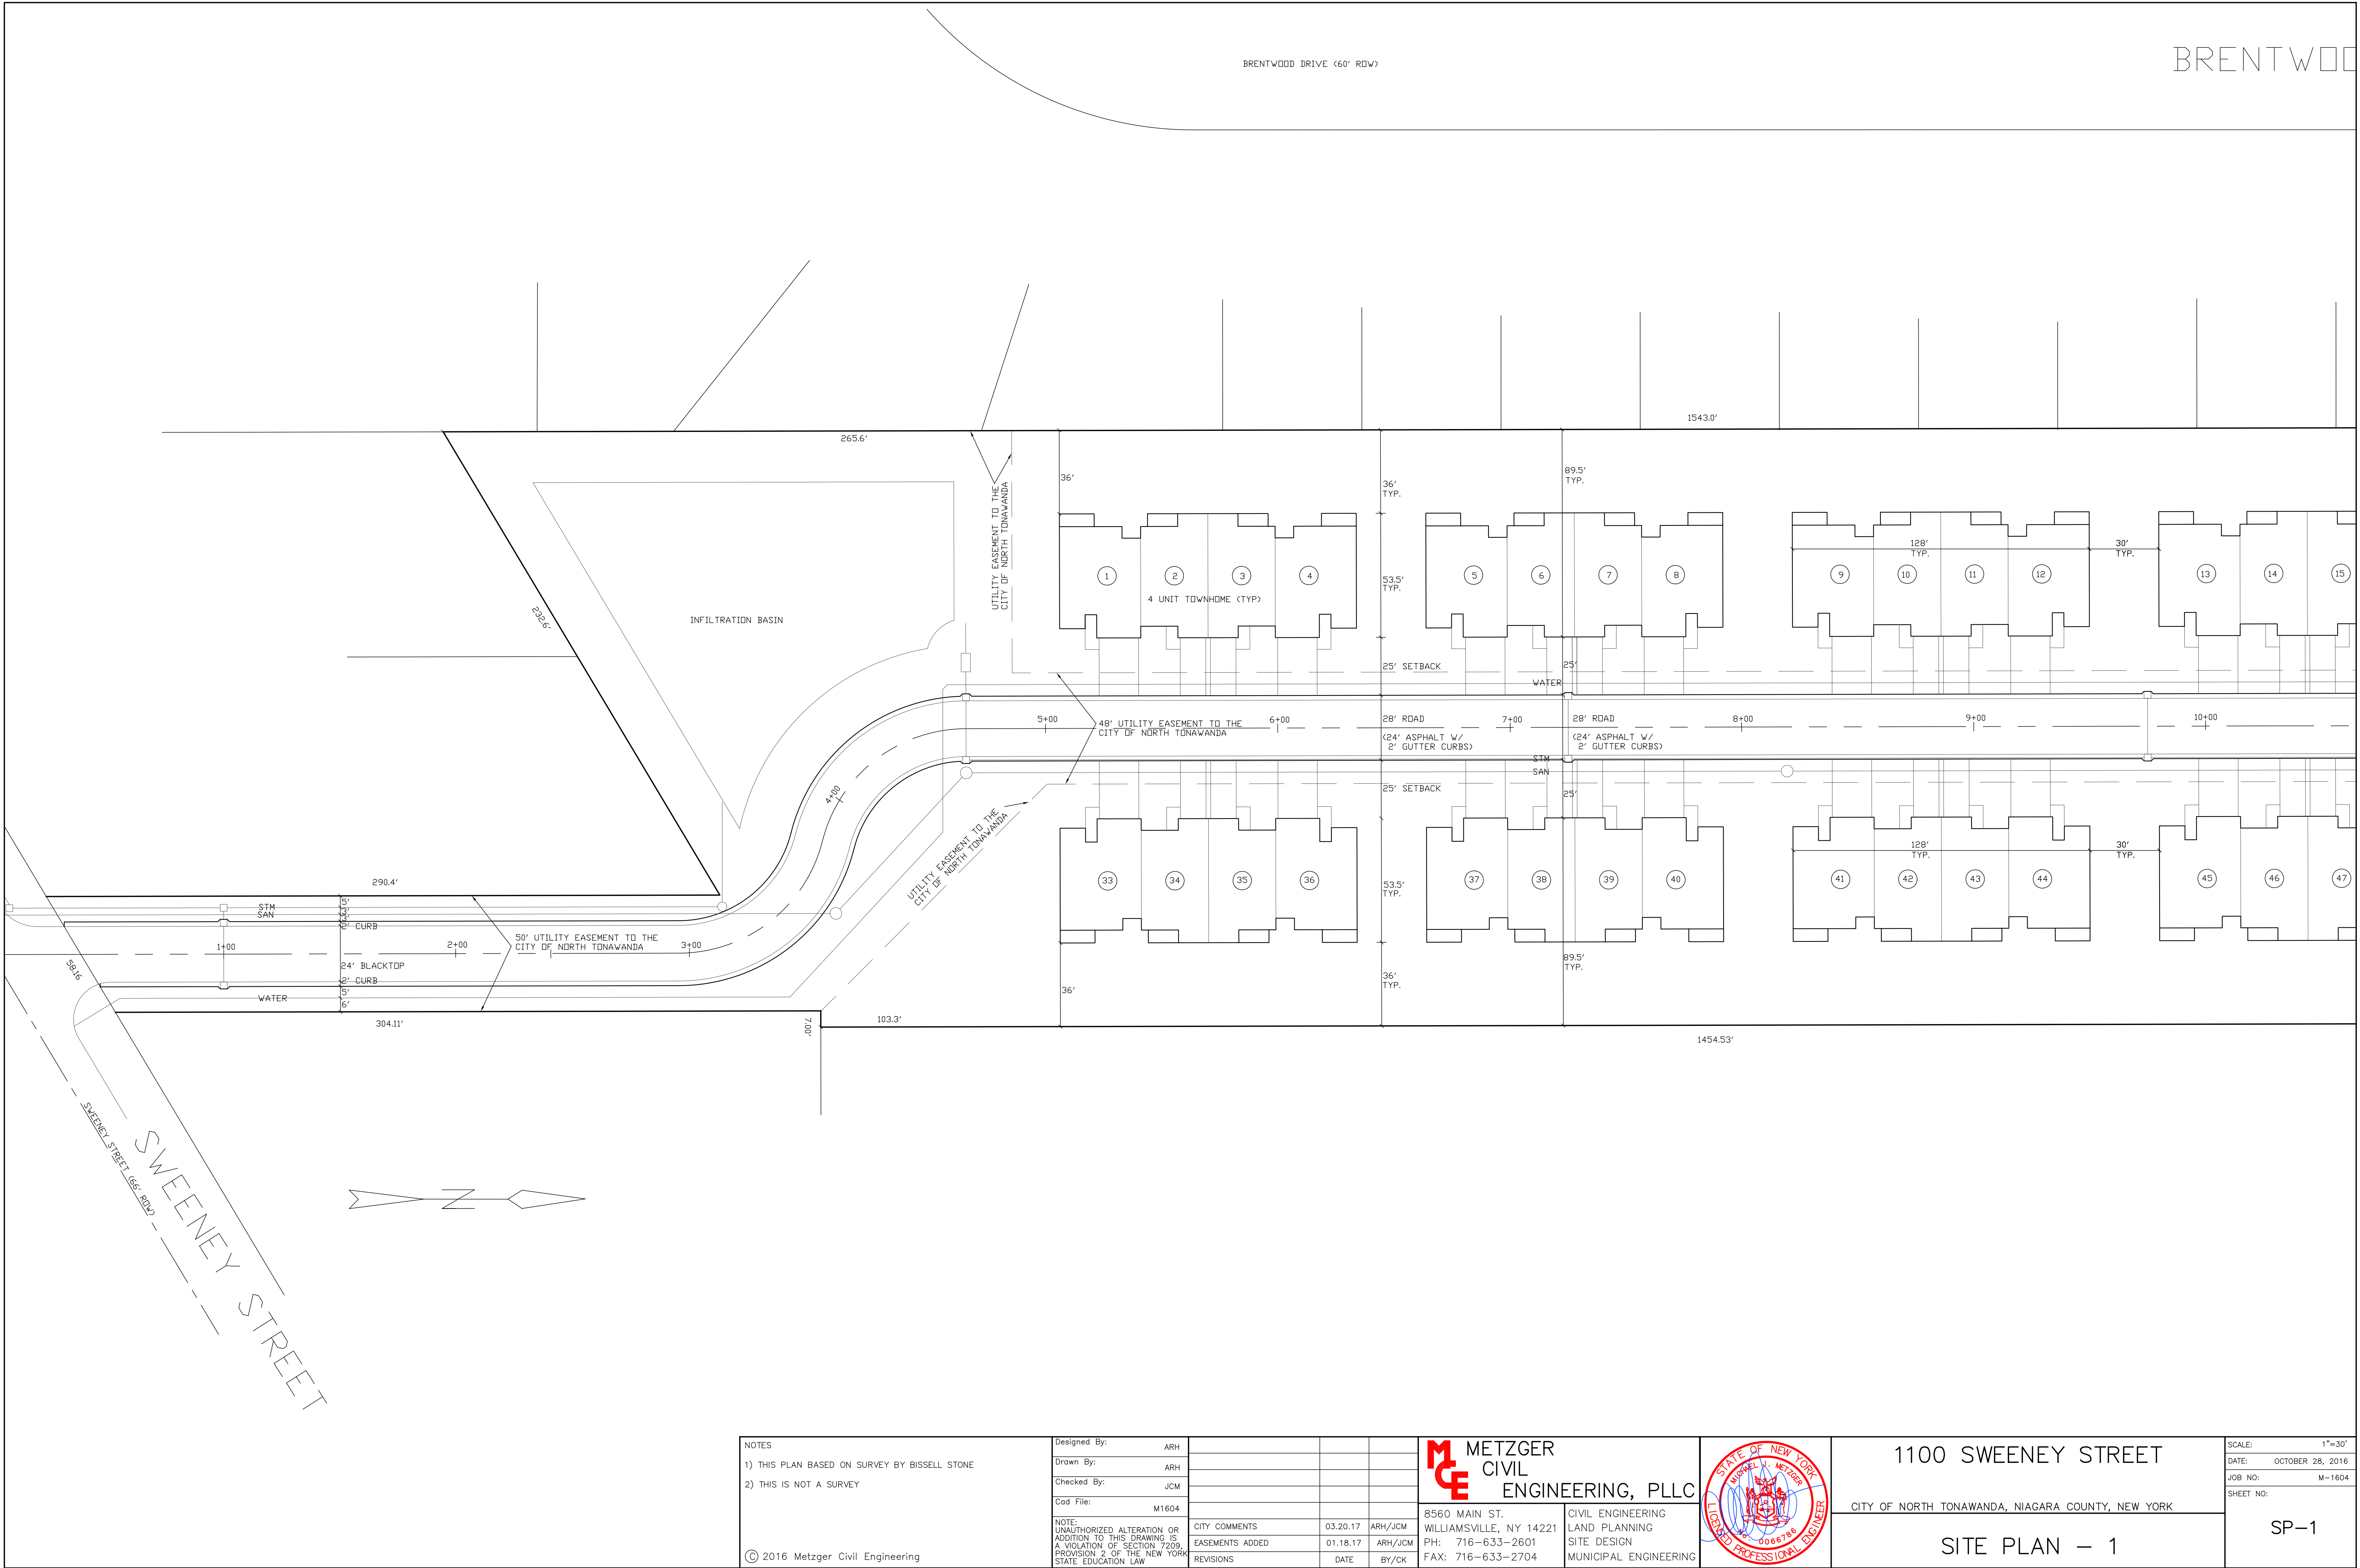 BRENTWOOD DRIVE (60' ROW)
BRENTWOO
1543.0'
265.6'
UTILITY EASEMENT TO THE
CITY OF NORTH TONAWANDA
36'
36'
TYP.
89.5'
TYP.
128'
TYP.
30'
TYP.
1
2
3
4
5
6
7
8
9
10
11
12
13
14
15
53.5'
TYP.
4 UNIT TOWNHOME (TYP)
232.6'
INFILTRATION BASIN
25' SETBACK
25'
WATER
5+00
6+00
7+00
8+00
9+00
10+00
48' UTILITY EASEMENT TO THE
CITY OF NORTH TONAWANDA
28' ROAD
(24' ASPHALT W/
2' GUTTER CURBS)
28' ROAD
(24' ASPHALT W/
2' GUTTER CURBS)
STM
SAN
4+00
25' SETBACK
25'
UTILITY EASEMENT TO THE
CITY OF NORTH TONAWANDA
128'
TYP.
30'
TYP.
33
34
35
36
37
38
39
40
41
42
43
44
45
46
47
53.5'
TYP.
290.4'
STM
SAN
5'
2' CURB
1+00
2+00
3+00
50' UTILITY EASEMENT TO THE
CITY OF NORTH TONAWANDA
24' BLACKTOP
2' CURB
5'
6'
WATER
58.16
304.11'
7.00'
103.3'
36'
36'
TYP.
89.5'
TYP.
1454.53'
SWEENEY STREET (66' ROW)
SWEENEY STREET
N
NOTES
1) THIS PLAN BASED ON SURVEY BY BISSELL STONE
2) THIS IS NOT A SURVEY
© 2016 Metzger Civil Engineering
Designed By: ARH
Drawn By: ARH
Checked By: JCM
Cad File: M1604
NOTE:
UNAUTHORIZED ALTERATION OR
ADDITION TO THIS DRAWING IS
A VIOLATION OF SECTION 7209,
PROVISION 2 OF THE NEW YORK
STATE EDUCATION LAW
CITY COMMENTS 03.20.17 ARH/JCM
EASEMENTS ADDED 01.18.17 ARH/JCM
REVISIONS DATE BY/CK
MCE
METZGER
CIVIL
ENGINEERING, PLLC
8560 MAIN ST.
WILLIAMSVILLE, NY 14221
PH: 716-633-2601
FAX: 716-633-2704
CIVIL ENGINEERING
LAND PLANNING
SITE DESIGN
MUNICIPAL ENGINEERING
STATE OF NEW YORK
MICHAEL J. METZGER
No 0066786
LICENSED PROFESSIONAL ENGINEER
1100 SWEENEY STREET
CITY OF NORTH TONAWANDA, NIAGARA COUNTY, NEW YORK
SITE PLAN - 1
SCALE: 1"=30'
DATE: OCTOBER 28, 2016
JOB NO: M-1604
SHEET NO:
SP-1